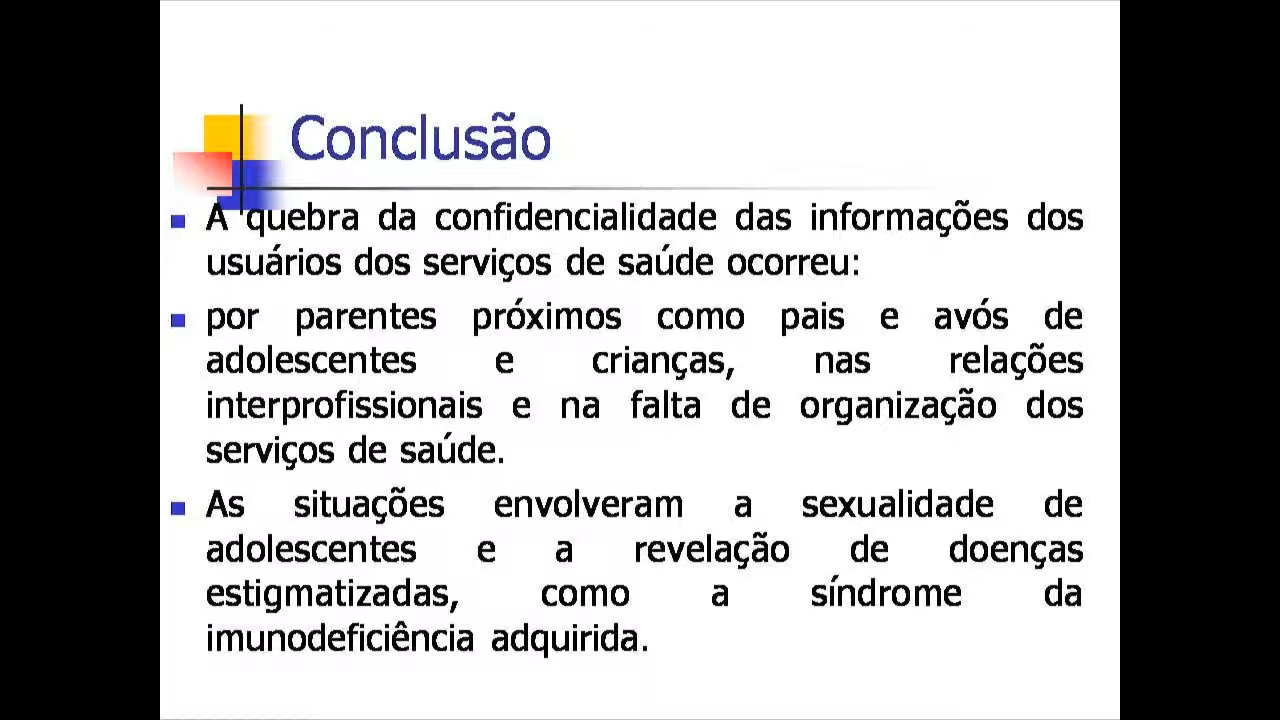 Conclusão
A quebra da confidencialidade das informações dos
usuários dos serviços de saúde ocorreu:
por parentes próximos como pais e avós de
adolescentes e crianças, nas relações
interprofissionais e na falta de organização dos
serviços de saúde.
As situações envolveram a sexualidade de
adolescentes e a revelação de doenças
estigmatizadas, como a síndrome da
imunodeficiência adquirida.